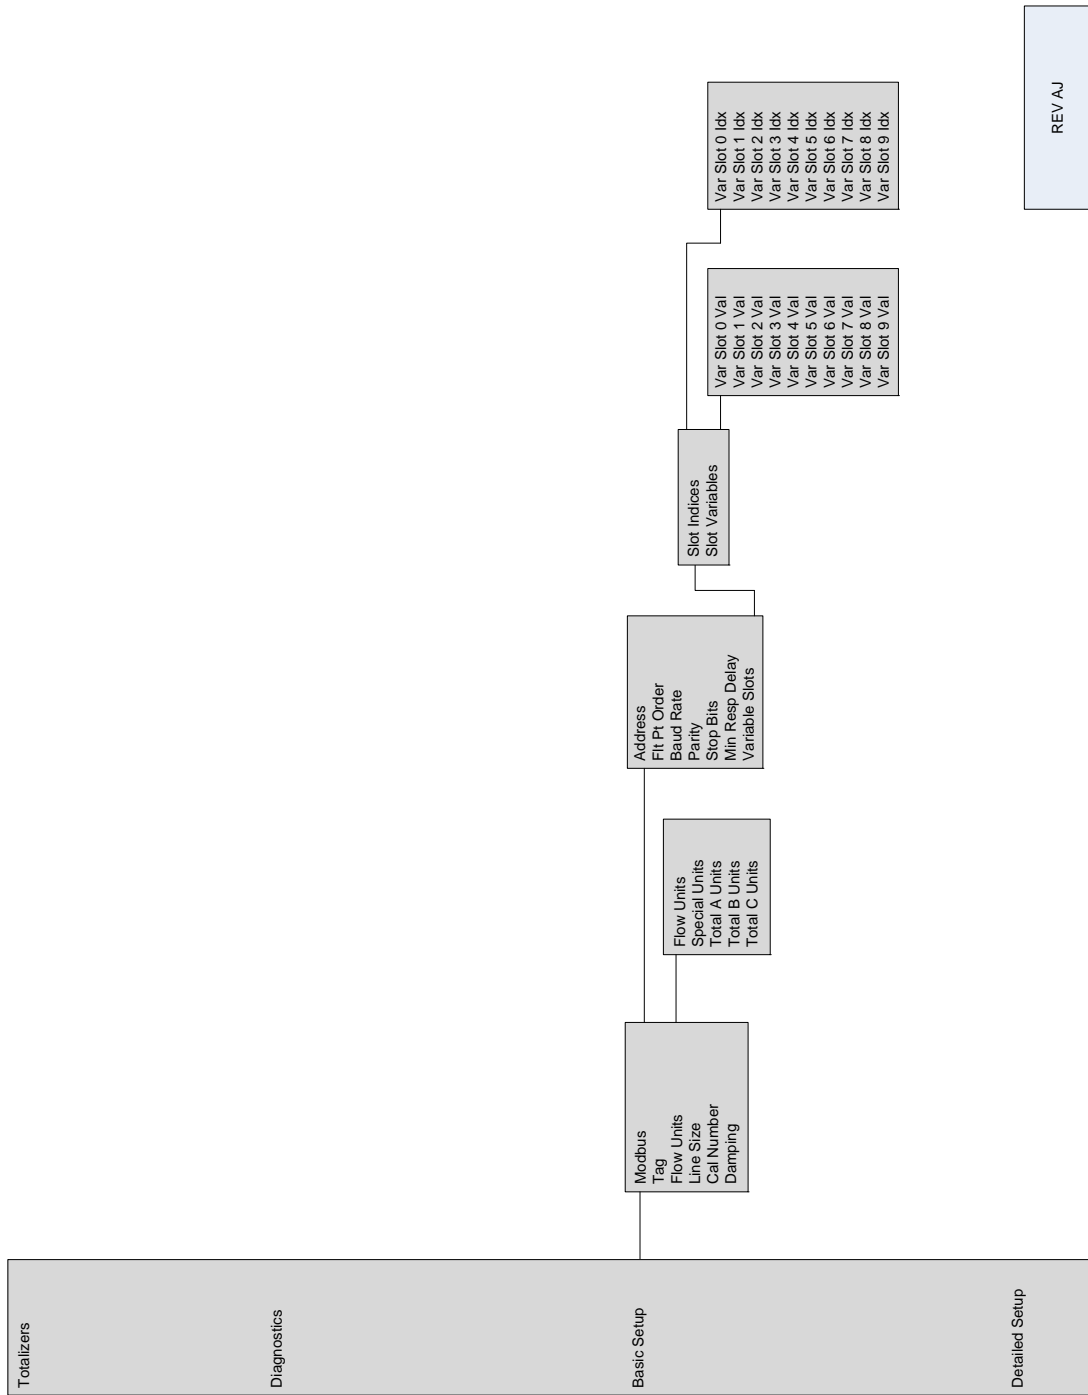 Totalizers
Diagnostics
Basic Setup
Detailed Setup
Modbus
Tag
Flow Units
Line Size
Cal Number
Damping
Flow Units
Special Units
Total A Units
Total B Units
Total C Units
Address
Flt Pt Order
Baud Rate
Parity
Stop Bits
Min Resp Delay
Variable Slots
Slot Indices
Slot Variables
Var Slot 0 Val
Var Slot 1 Val
Var Slot 2 Val
Var Slot 3 Val
Var Slot 4 Val
Var Slot 5 Val
Var Slot 6 Val
Var Slot 7 Val
Var Slot 8 Val
Var Slot 9 Val
Var Slot 0 Idx
Var Slot 1 Idx
Var Slot 2 Idx
Var Slot 3 Idx
Var Slot 4 Idx
Var Slot 5 Idx
Var Slot 6 Idx
Var Slot 7 Idx
Var Slot 8 Idx
Var Slot 9 Idx
REV AJ